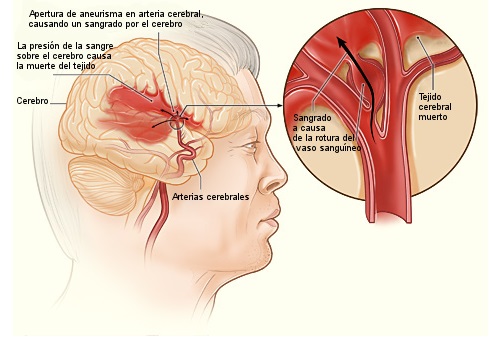 Apertura de aneurisma en arteria cerebral,
causando un sangrado por el cerebro
La presión de la sangre
sobre el cerebro causa
la muerte del tejido
Cerebro
Arterias cerebrales
Sangrado
a causa
de la rotura del
vaso sanguíneo
Tejido
cerebral
muerto